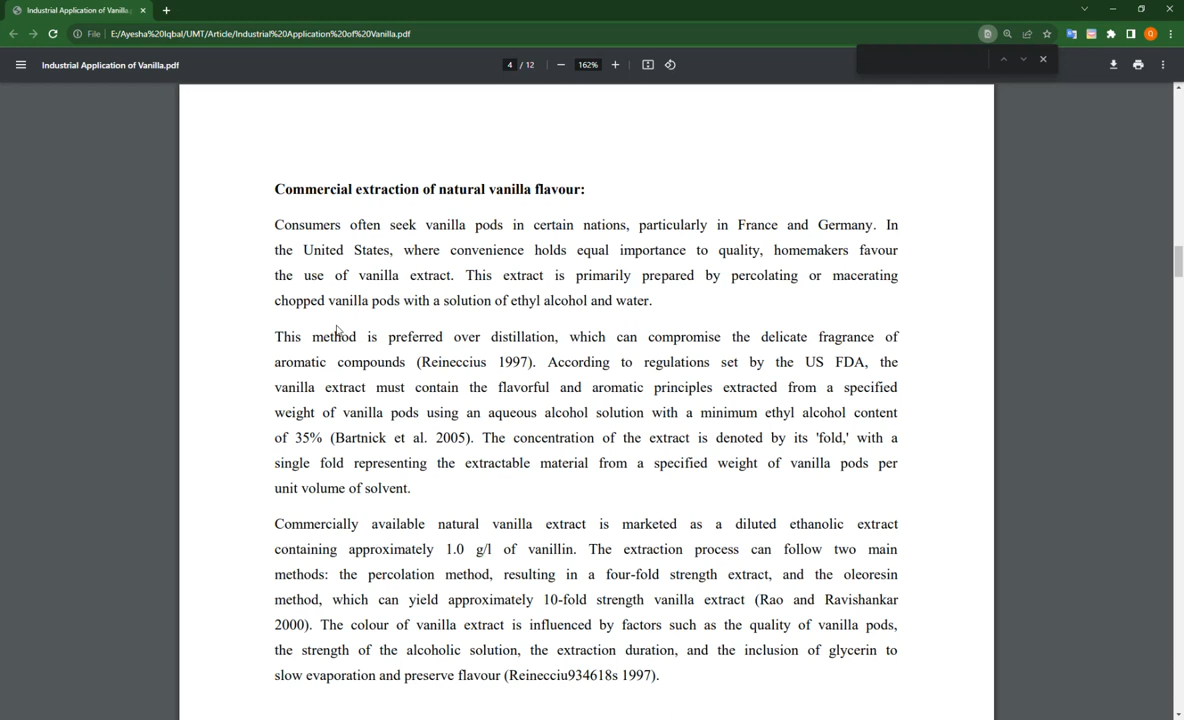 Industrial Application of Vanilla.
File
E:/Ayesha%20Iqbal/UMT/Article/Industrial%20Application%20of%20Vanilla.pdf
Q
Industrial Application of Vanilla.pdf
4 / 12
162%
Commercial extraction of natural vanilla flavour:
Consumers often seek vanilla pods in certain nations, particularly in France and Germany. In
the United States, where convenience holds equal importance to quality, homemakers favour
the use of vanilla extract. This extract is primarily prepared by percolating or macerating
chopped vanilla pods with a solution of ethyl alcohol and water.
This method is preferred over distillation, which can compromise the delicate fragrance of
aromatic compounds (Reineccius 1997). According to regulations set by the US FDA, the
vanilla extract must contain the flavorful and aromatic principles extracted from a specified
weight of vanilla pods using an aqueous alcohol solution with a minimum ethyl alcohol content
of 35% (Bartnick et al. 2005). The concentration of the extract is denoted by its 'fold,' with a
single fold representing the extractable material from a specified weight of vanilla pods per
unit volume of solvent.
Commercially available natural vanilla extract is marketed as a diluted ethanolic extract
containing approximately 1.0 g/l of vanillin. The extraction process can follow two main
methods: the percolation method, resulting in a four-fold strength extract, and the oleoresin
method, which can yield approximately 10-fold strength vanilla extract (Rao and Ravishankar
2000). The colour of vanilla extract is influenced by factors such as the quality of vanilla pods,
the strength of the alcoholic solution, the extraction duration, and the inclusion of glycerin to
slow evaporation and preserve flavour (Reinecciu934618s 1997).